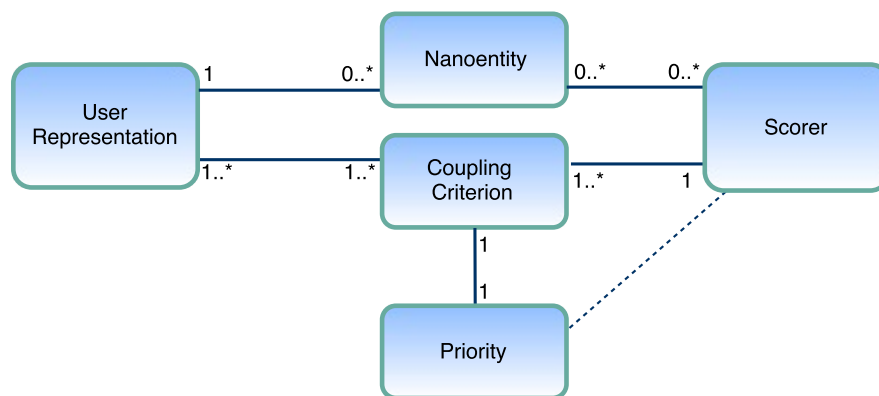 Nanoentity
1
0..*
0..*
0..*
User
Representation
Scorer
1..*
1..*
Coupling
Criterion
1..*
1
1
1
Priority